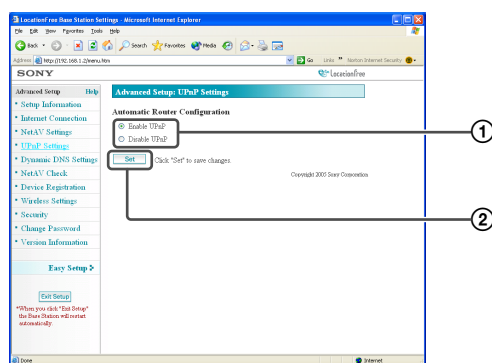 LocationFree Base Station Settings - Microsoft Internet Explorer
File Edit View Favorites Tools Help
Back Search Favorites Media
Address http://192.168.1.2/menu.htm Go Links » Norton Internet Security
SONY LocationFree
Advanced Setup Help
Advanced Setup: UPnP Settings
• Setup Information
• Internet Connection
• NetAV Settings
• UPnP Settings
• Dynamic DNS Settings
• NetAV Check
• Device Registration
• Wireless Settings
• Security
• Change Password
• Version Information
Easy Setup
Exit Setup
*When you click "Exit Setup"
the Base Station will restart
automatically.
Automatic Router Configuration
Enable UPnP
Disable UPnP
Set Click "Set" to save changes.
Copyright 2005 Sony Corporation
1
2
Done Internet